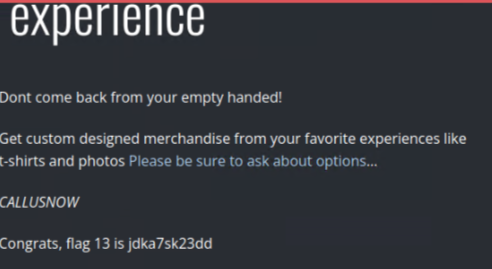 experience
Dont come back from your empty handed!
Get custom designed merchandise from your favorite experiences like
t-shirts and photos Please be sure to ask about options...
CALLUSNOW
Congrats, flag 13 is jdka7sk23dd